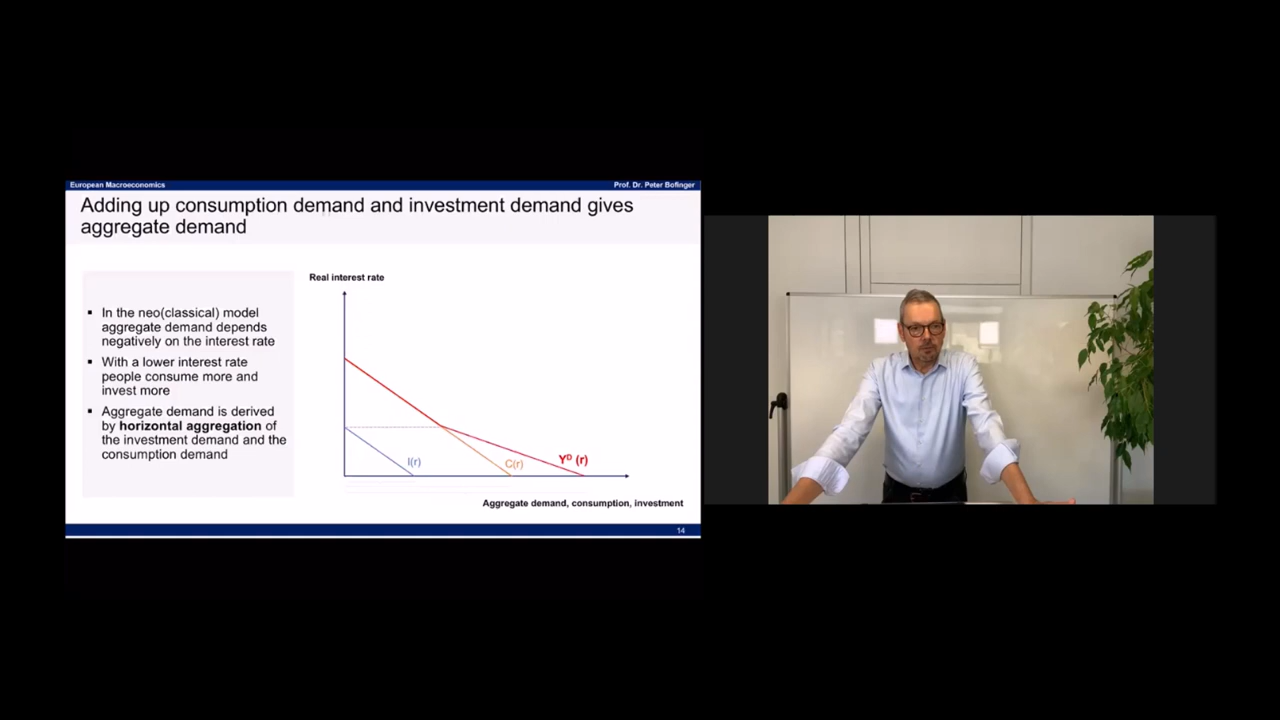 European Macroeconomics
Prof. Dr. Peter Bofinger
Adding up consumption demand and investment demand gives
aggregate demand
▪ In the neo(classical) model
aggregate demand depends
negatively on the interest rate
▪ With a lower interest rate
people consume more and
invest more
▪ Aggregate demand is derived
by horizontal aggregation of
the investment demand and the
consumption demand
Real interest rate
I(r)
C(r)
Yᴰ (r)
Aggregate demand, consumption, investment
14